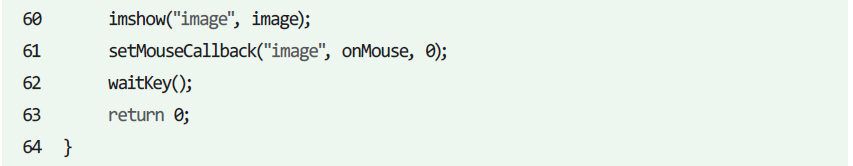 60 imshow("image", image);
61 setMouseCallback("image", onMouse, 0);
62 waitKey();
63 return 0;
64 }